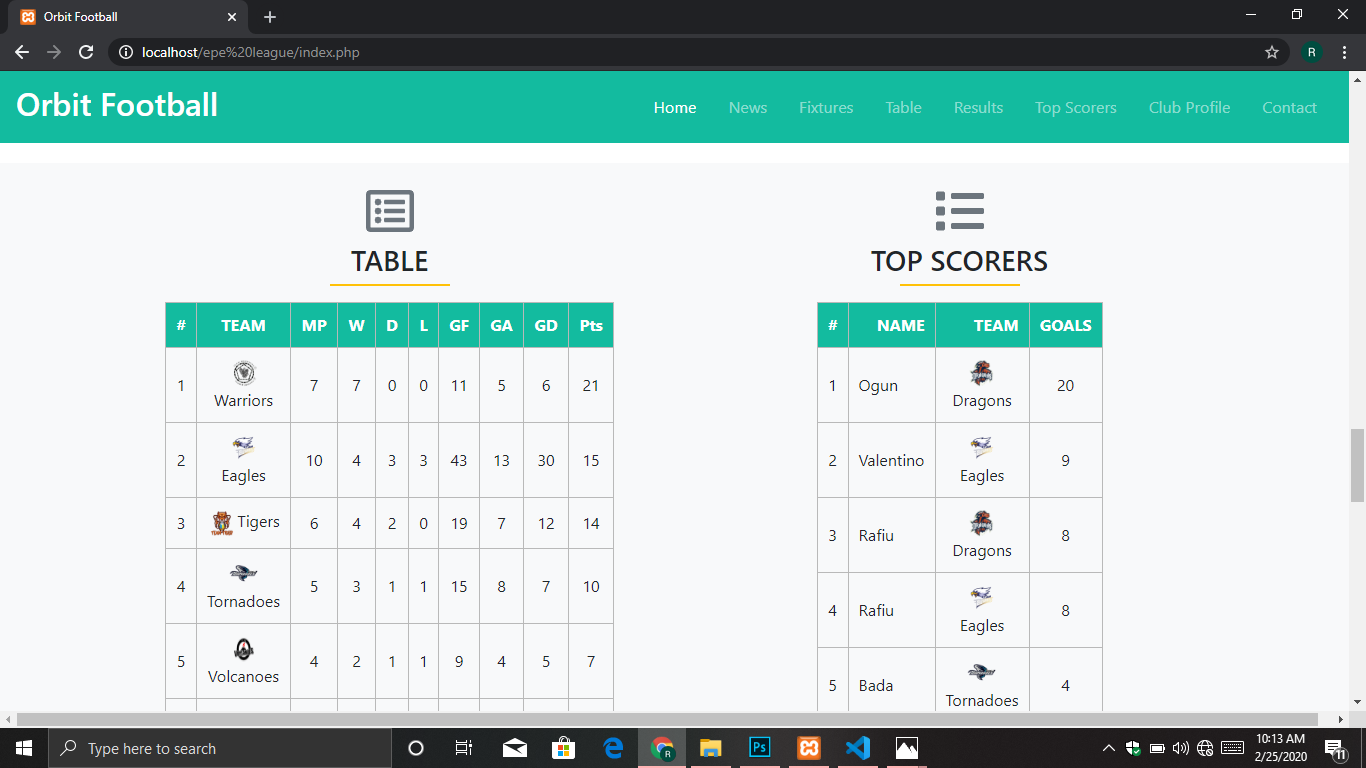 Orbit Football
localhost/epe%20league/index.php
R
Orbit Football
Home News Fixtures Table Results Top Scorers Club Profile Contact
TABLE
# TEAM MP W D L GF GA GD Pts
1 Warriors 7 7 0 0 11 5 6 21
2 Eagles 10 4 3 3 43 13 30 15
3 Tigers 6 4 2 0 19 7 12 14
4 Tornadoes 5 3 1 1 15 8 7 10
5 Volcanoes 4 2 1 1 9 4 5 7
TOP SCORERS
# NAME TEAM GOALS
1 Ogun Dragons 20
2 Valentino Eagles 9
3 Rafiu Dragons 8
4 Rafiu Eagles 8
5 Bada Tornadoes 4
Type here to search
R
Ps
10:13 AM
2/25/2020
11